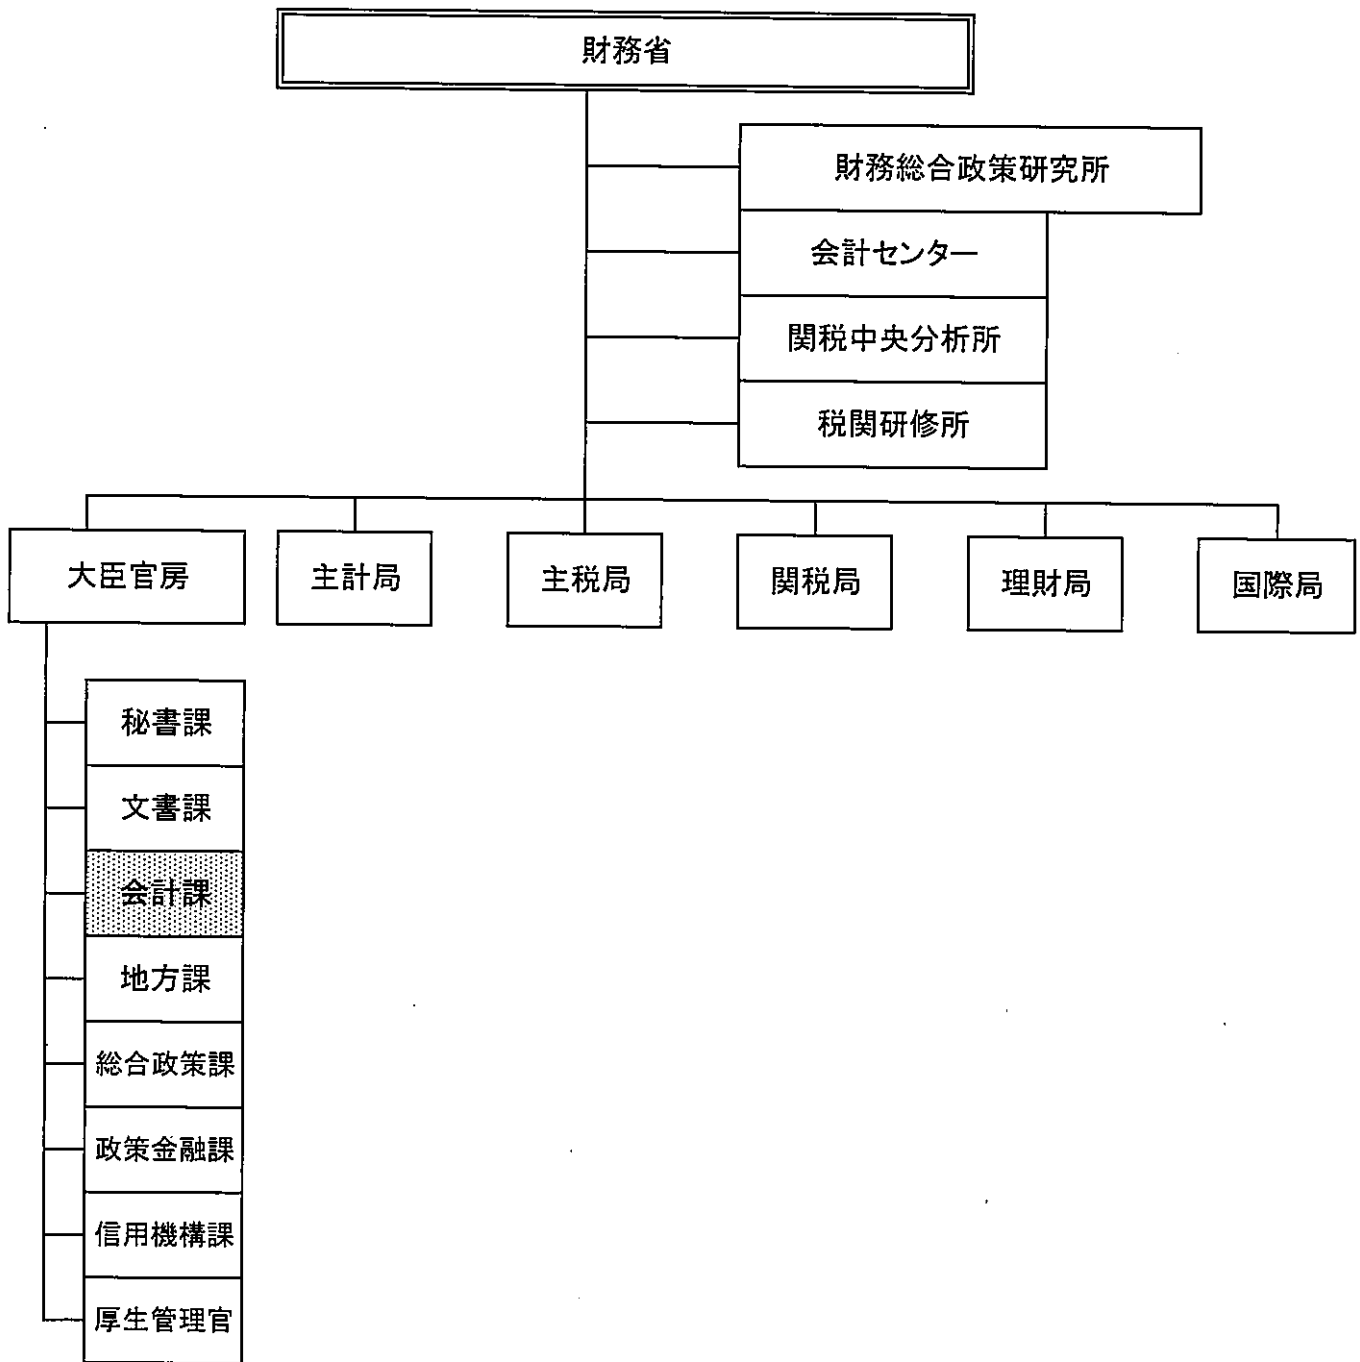 財務省
財務総合政策研究所
会計センター
関税中央分析所
税関研修所
大臣官房
主計局
主税局
関税局
理財局
国際局
秘書課
文書課
会計課
地方課
総合政策課
政策金融課
信用機構課
厚生管理官